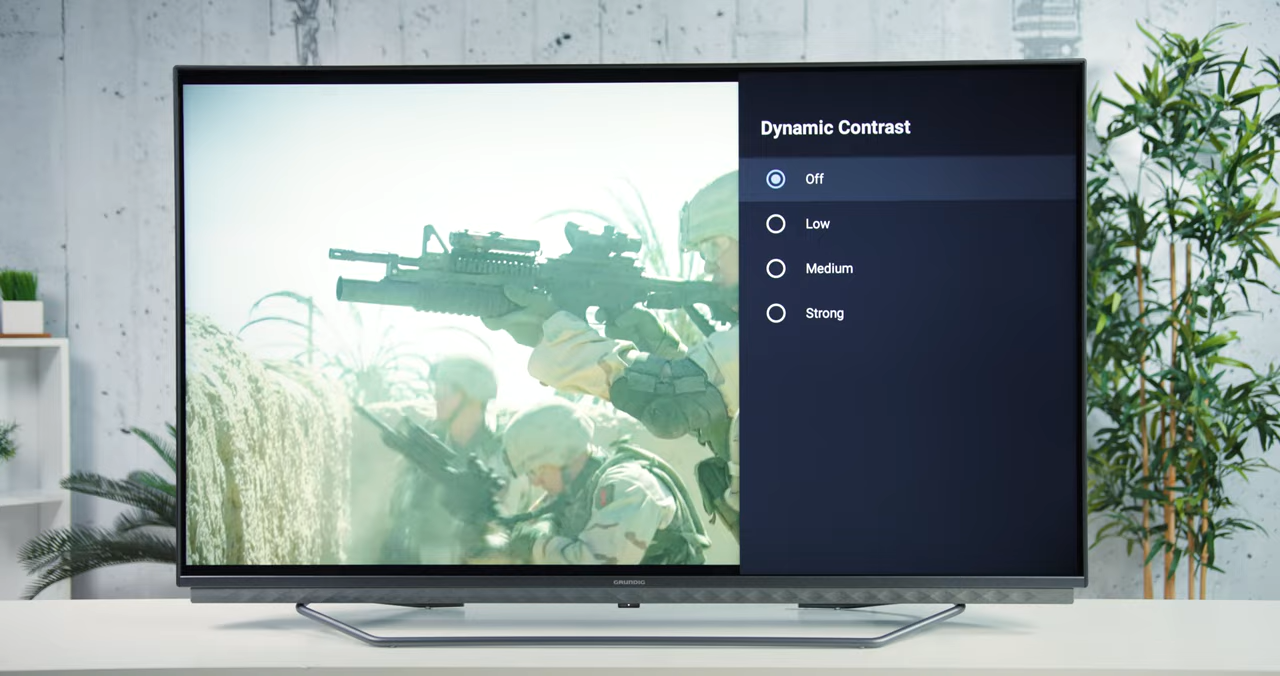 Dynamic Contrast
Off
Low
Medium
Strong
GRUNDIG